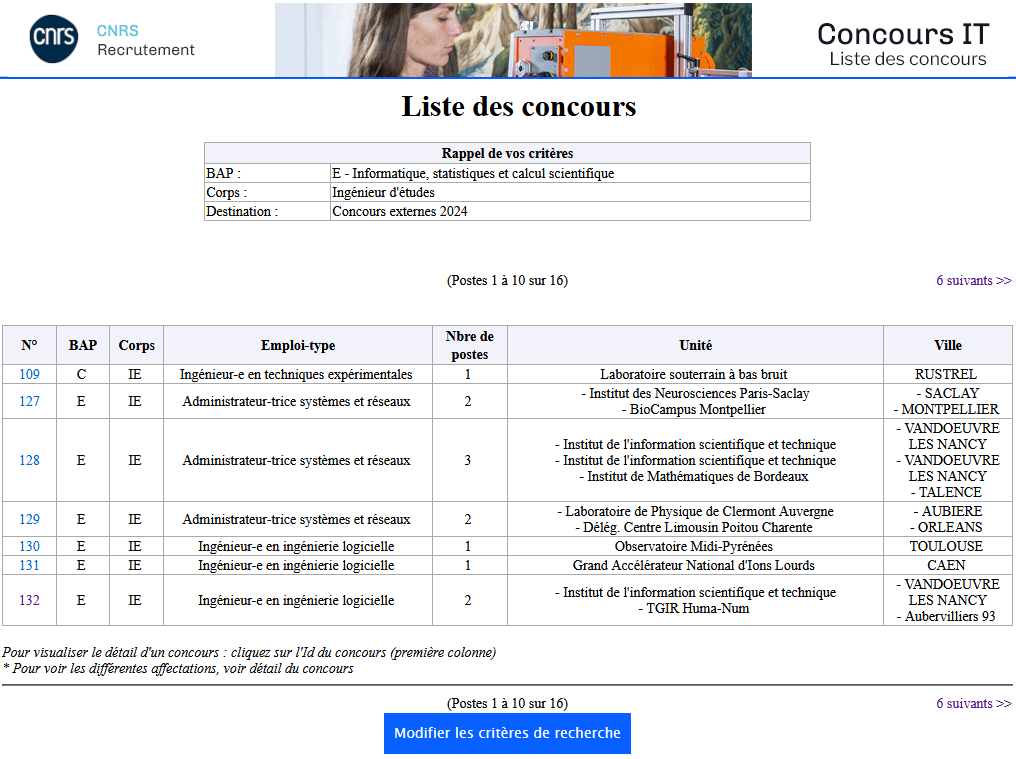 cnrs
CNRS
Recrutement
Concours IT
Liste des concours
Liste des concours
Rappel de vos critères
BAP : E - Informatique, statistiques et calcul scientifique
Corps : Ingénieur d'études
Destination : Concours externes 2024
(Postes 1 à 10 sur 16) 6 suivants >>
N° BAP Corps Emploi-type Nbre de postes Unité Ville
109 C IE Ingénieur-e en techniques expérimentales 1 Laboratoire souterrain à bas bruit RUSTREL
127 E IE Administrateur-trice systèmes et réseaux 2
- Institut des Neurosciences Paris-Saclay
- BioCampus Montpellier
- SACLAY
- MONTPELLIER
128 E IE Administrateur-trice systèmes et réseaux 3
- Institut de l'information scientifique et technique
- Institut de l'information scientifique et technique
- Institut de Mathématiques de Bordeaux
- VANDOEUVRE
LES NANCY
- VANDOEUVRE
LES NANCY
- TALENCE
129 E IE Administrateur-trice systèmes et réseaux 2
- Laboratoire de Physique de Clermont Auvergne
- Délég. Centre Limousin Poitou Charente
- AUBIERE
- ORLEANS
130 E IE Ingénieur-e en ingénierie logicielle 1 Observatoire Midi-Pyrénées TOULOUSE
131 E IE Ingénieur-e en ingénierie logicielle 1 Grand Accélérateur National d'Ions Lourds CAEN
132 E IE Ingénieur-e en ingénierie logicielle 2
- Institut de l'information scientifique et technique
- TGIR Huma-Num
- VANDOEUVRE
LES NANCY
- Aubervilliers 93
Pour visualiser le détail d'un concours : cliquez sur l'Id du concours (première colonne)
* Pour voir les différentes affectations, voir détail du concours
(Postes 1 à 10 sur 16) 6 suivants >>
Modifier les critères de recherche